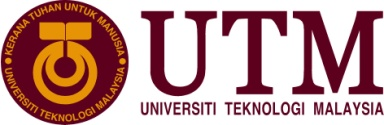 • KERANA TUHAN UNTUK MANUSIA •
UNIVERSITI TEKNOLOGI MALAYSIA
UTM
UNIVERSITI TEKNOLOGI MALAYSIA